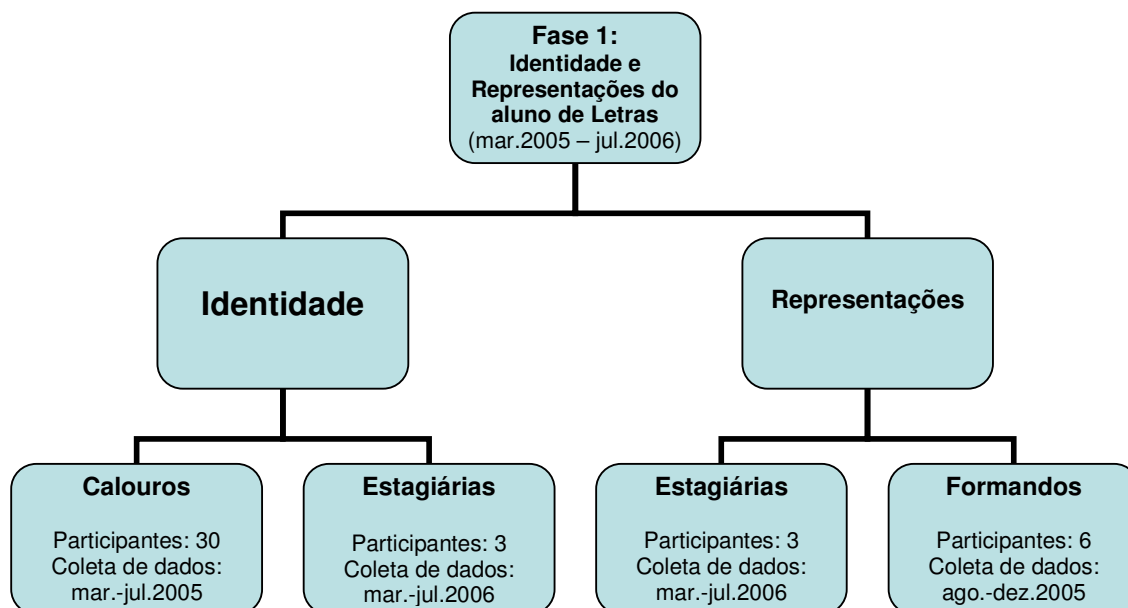 Fase 1:
Identidade e
Representações do
aluno de Letras
(mar.2005 – jul.2006)
Identidade
Representações
Calouros
Participantes: 30
Coleta de dados:
mar.-jul.2005
Estagiárias
Participantes: 3
Coleta de dados:
mar.-jul.2006
Estagiárias
Participantes: 3
Coleta de dados:
mar.-jul.2006
Formandos
Participantes: 6
Coleta de dados:
ago.-dez.2005